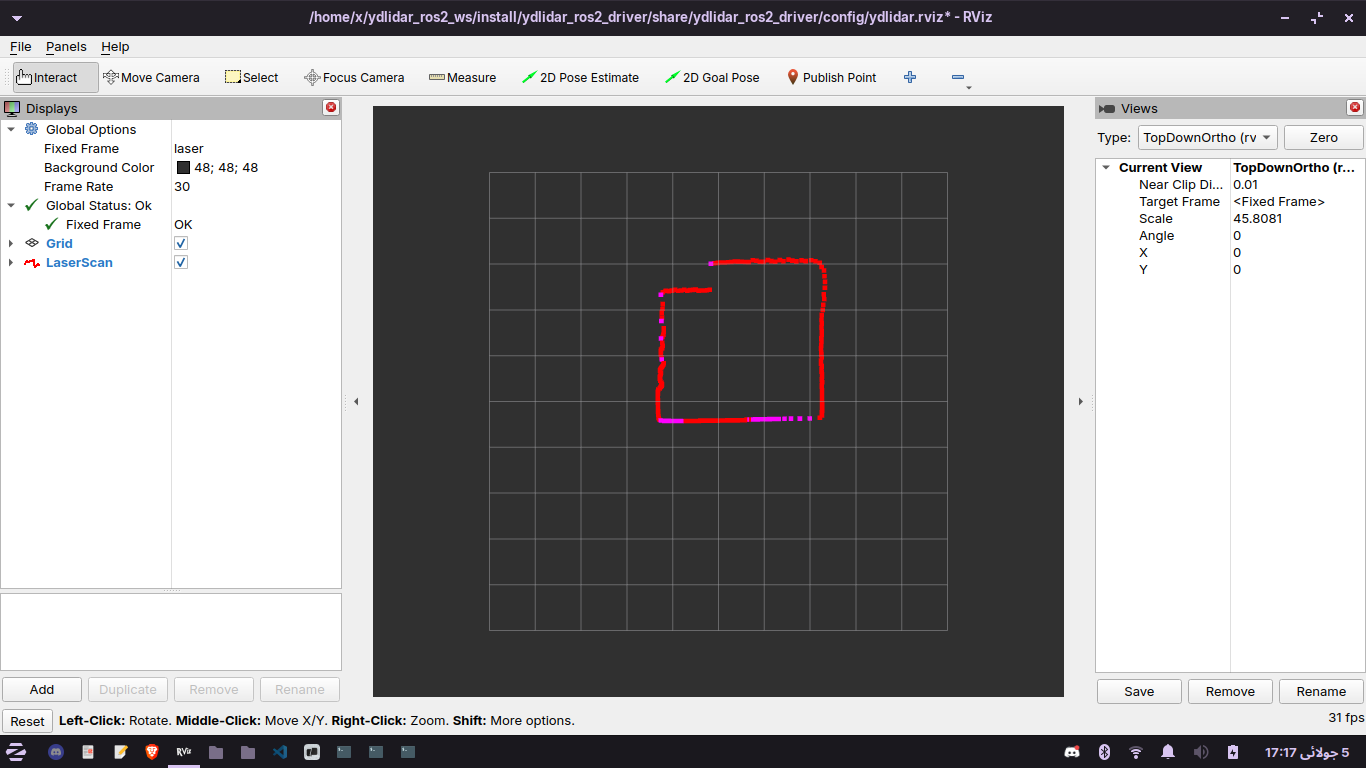 /home/x/ydlidar_ros2_ws/install/ydlidar_ros2_driver/share/ydlidar_ros2_driver/config/ydlidar.rviz* - RViz
File Panels Help
Interact Move Camera Select Focus Camera Measure 2D Pose Estimate 2D Goal Pose Publish Point
Displays
Global Options
Fixed Frame laser
Background Color 48; 48; 48
Frame Rate 30
Global Status: Ok
Fixed Frame OK
Grid
LaserScan
Add Duplicate Remove Rename
Views
Type: TopDownOrtho (rv Zero
Current View TopDownOrtho (r...
Near Clip Di... 0.01
Target Frame <Fixed Frame>
Scale 45.8081
Angle 0
X 0
Y 0
Save Remove Rename
Reset Left-Click: Rotate. Middle-Click: Move X/Y. Right-Click: Zoom. Shift: More options. 31 fps
RViz
5 جولائی 17:17